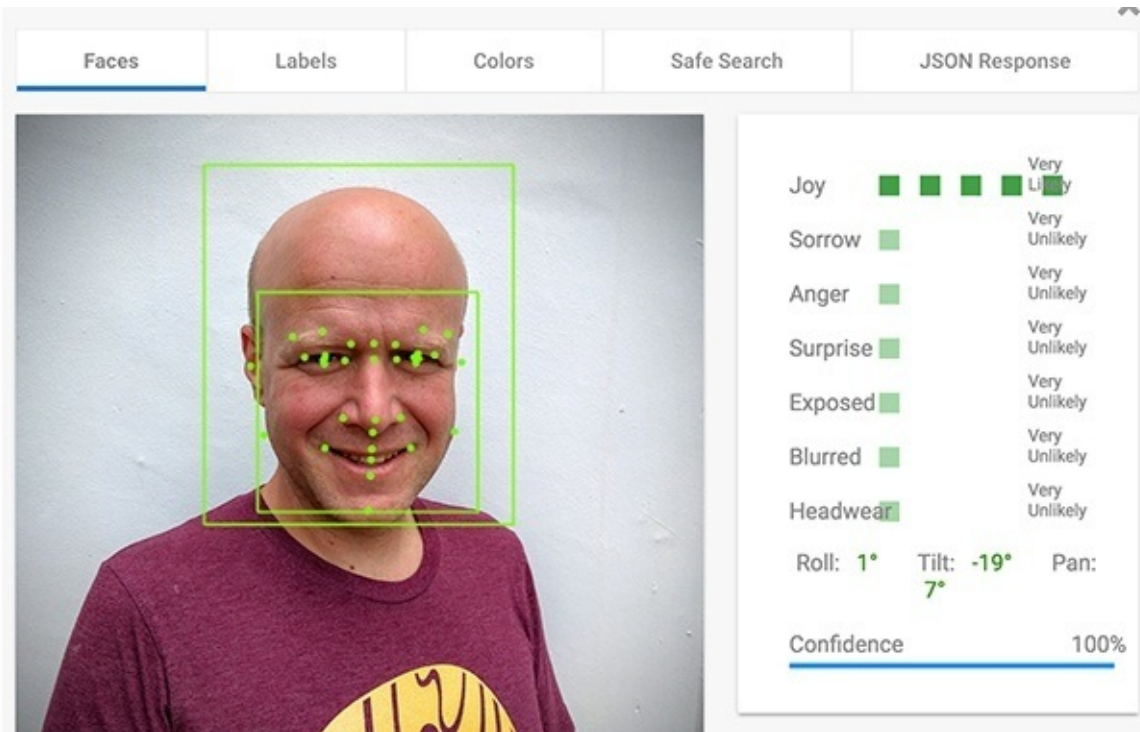 Faces Labels Colors Safe Search JSON Response
Joy Very Likely
Sorrow Very Unlikely
Anger Very Unlikely
Surprise Very Unlikely
Exposed Very Unlikely
Blurred Very Unlikely
Headwear Very Unlikely
Roll: 1° Tilt: -19° Pan:
7°
Confidence 100%